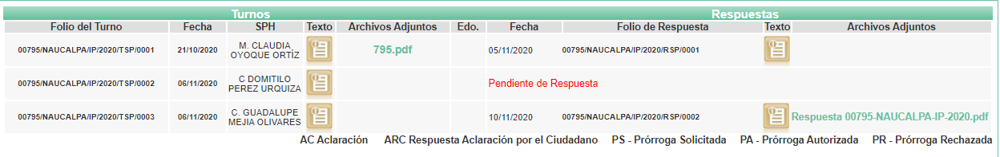 Turnos Respuestas
Folio del Turno Fecha SPH Texto Archivos Adjuntos Edo. Fecha Folio de Respuesta Texto Archivos Adjuntos
00795/NAUCALPA/IP/2020/TSP/0001 21/10/2020 M. CLAUDIA OYOQUE ORTÍZ 795.pdf 05/11/2020 00795/NAUCALPA/IP/2020/RSP/0001
00795/NAUCALPA/IP/2020/TSP/0002 06/11/2020 C DOMITILO PEREZ URQUIZA Pendiente de Respuesta
00795/NAUCALPA/IP/2020/TSP/0003 06/11/2020 C. GUADALUPE MEJIA OLIVARES 10/11/2020 00795/NAUCALPA/IP/2020/RSP/0002 Respuesta 00795-NAUCALPA-IP-2020.pdf
AC Aclaración ARC Respuesta Aclaración por el Ciudadano PS - Prórroga Solicitada PA - Prórroga Autorizada PR - Prórroga Rechazada